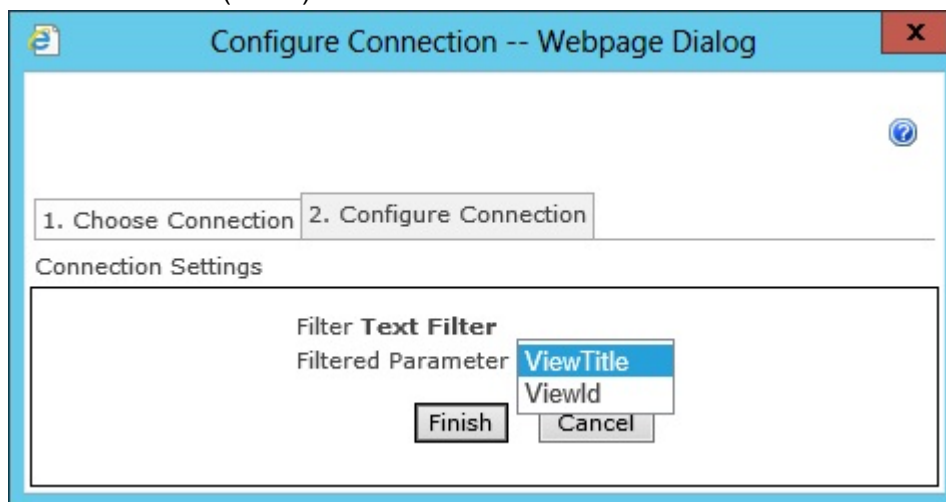 Configure Connection -- Webpage Dialog
x
1. Choose Connection 2. Configure Connection
Connection Settings
Filter Text Filter
Filtered Parameter ViewTitle
ViewId
Finish Cancel